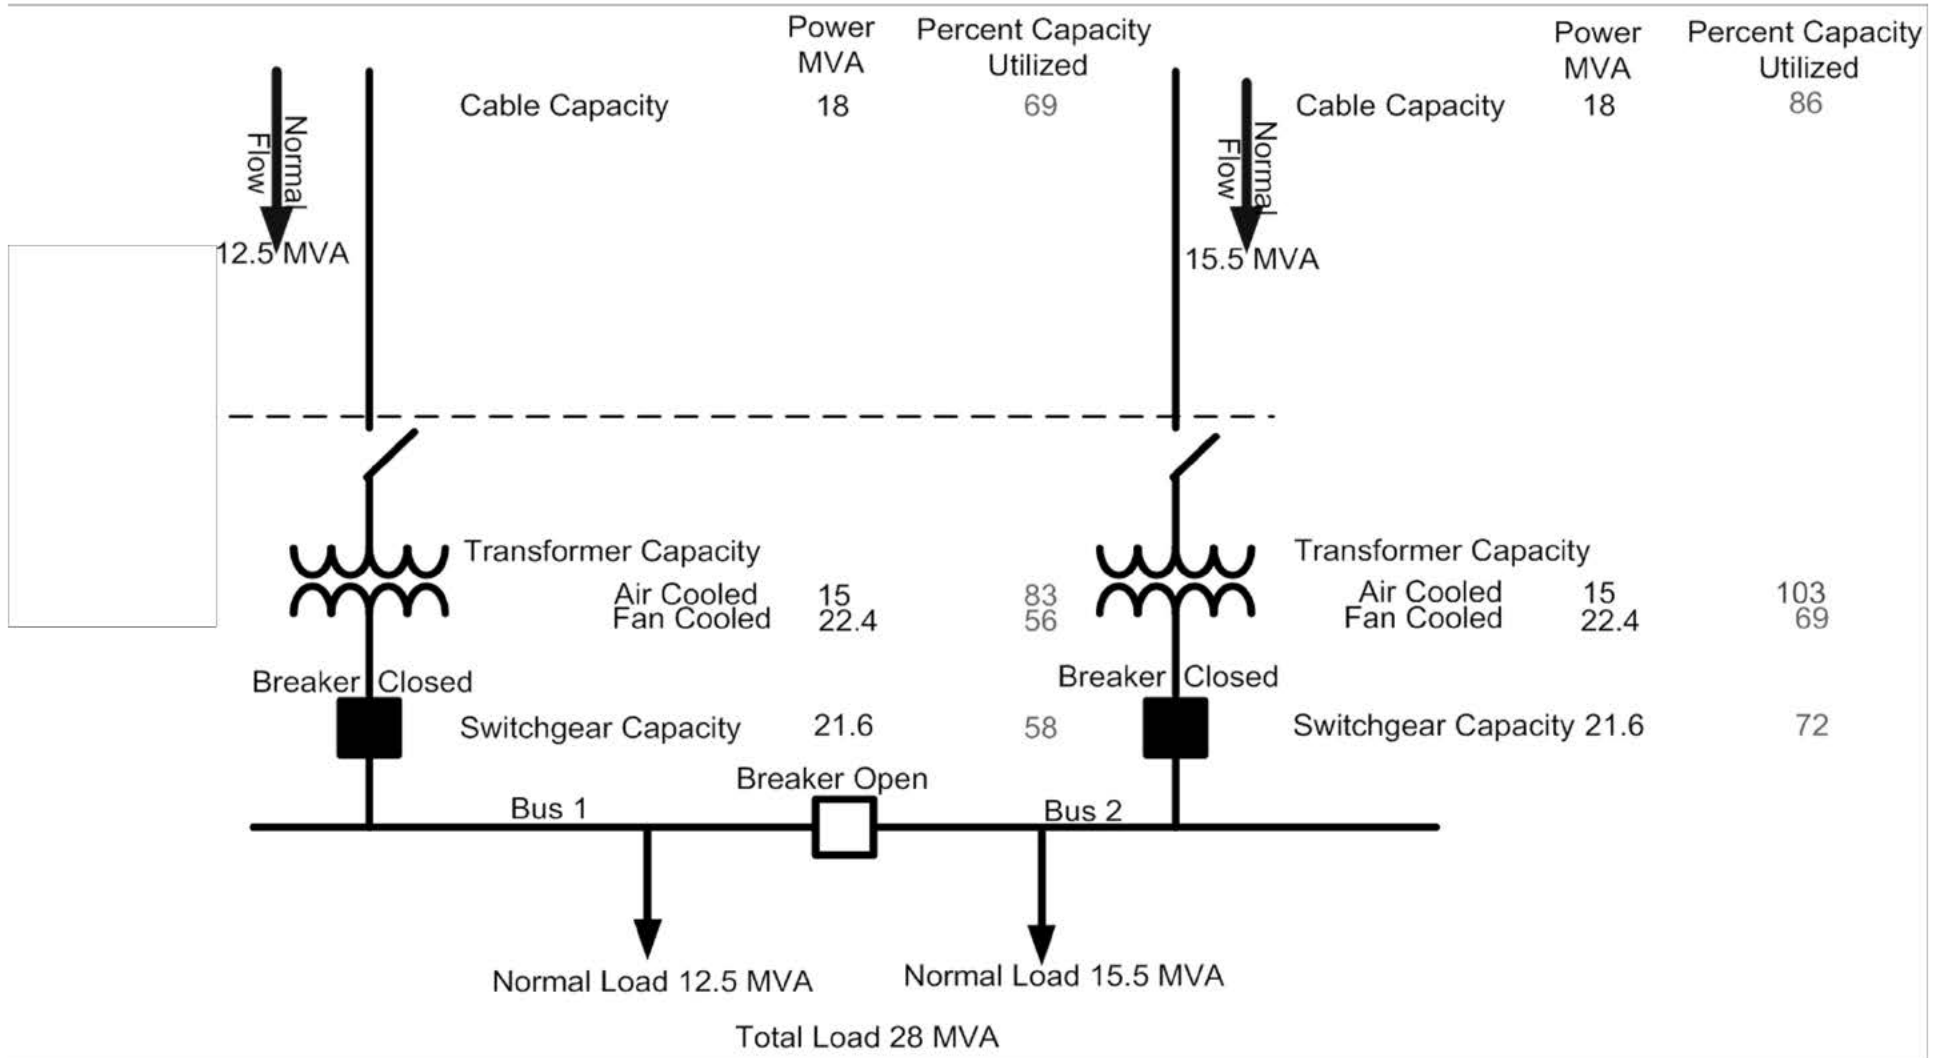 Power MVA
Percent Capacity Utilized
Power MVA
Percent Capacity Utilized
Cable Capacity 18 69
Cable Capacity 18 86
Normal Flow
12.5 MVA
Normal Flow
15.5 MVA
Transformer Capacity
Air Cooled 15 83
Fan Cooled 22.4 56
Transformer Capacity
Air Cooled 15 103
Fan Cooled 22.4 69
Breaker Closed
Breaker Closed
Switchgear Capacity 21.6 58
Switchgear Capacity 21.6 72
Breaker Open
Bus 1
Bus 2
Normal Load 12.5 MVA
Normal Load 15.5 MVA
Total Load 28 MVA